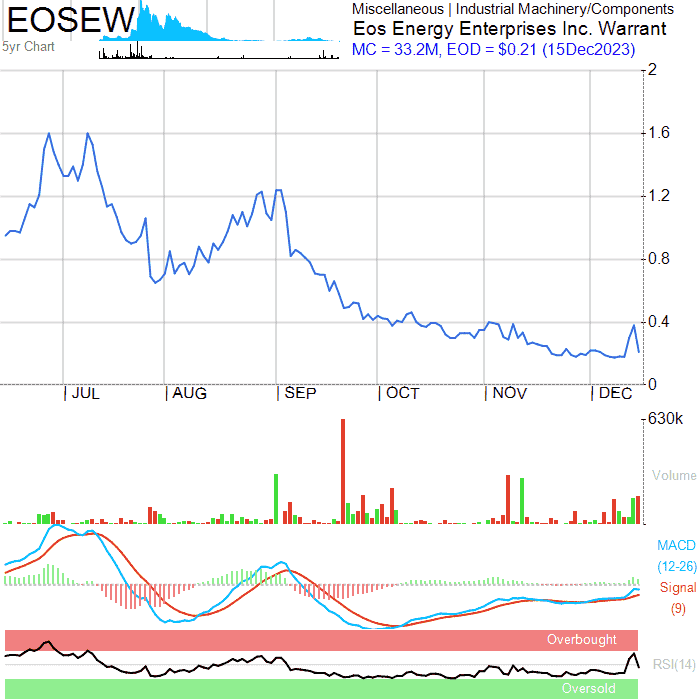 EOSEW
5yr Chart
Miscellaneous | Industrial Machinery/Components
Eos Energy Enterprises Inc. Warrant
MC = 33.2M, EOD = $0.21 (15Dec2023)
2
1.6
1.2
0.8
0.4
0
JUL AUG SEP OCT NOV DEC
630k
Volume
MACD
(12-26)
Signal
(9)
Overbought
RSI(14)
Oversold